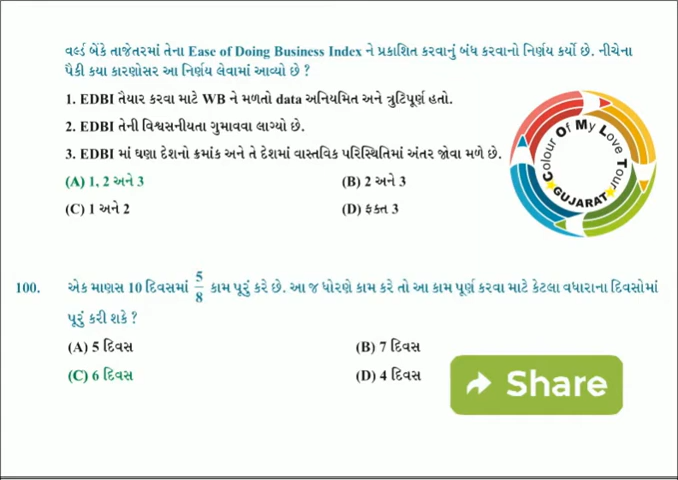 વર્લ્ડ બેંકે તાજેતરમાં તેના Ease of Doing Business Index ને પ્રકાશિત કરવાનું બંધ કરવાનો નિર્ણય કર્યો છે. નીચેના
પૈકી કયા કારણોસર આ નિર્ણય લેવામાં આવ્યો છે ?
1. EDBI તૈયાર કરવા માટે WB ને મળતો data અનિયમિત અને ત્રુટિપૂર્ણ હતો.
2. EDBI તેની વિશ્વસનીયતા ગુમાવવા લાગ્યો છે.
3. EDBI માં ઘણા દેશનો ક્રમાંક અને તે દેશમાં વાસ્તવિક પરિસ્થિતિમાં અંતર જોવા મળે છે.
(A) 1, 2 અને 3 (B) 2 અને 3
(C) 1 અને 2 (D) ફક્ત 3
Colour Of My Love Tour
GUJARAT
100. એક માણસ 10 દિવસમાં 5/8 કામ પૂરું કરે છે. આ જ ધોરણે કામ કરે તો આ કામ પૂર્ણ કરવા માટે કેટલા વધારાના દિવસોમાં
પૂરું કરી શકે ?
(A) 5 દિવસ (B) 7 દિવસ
(C) 6 દિવસ (D) 4 દિવસ
Share